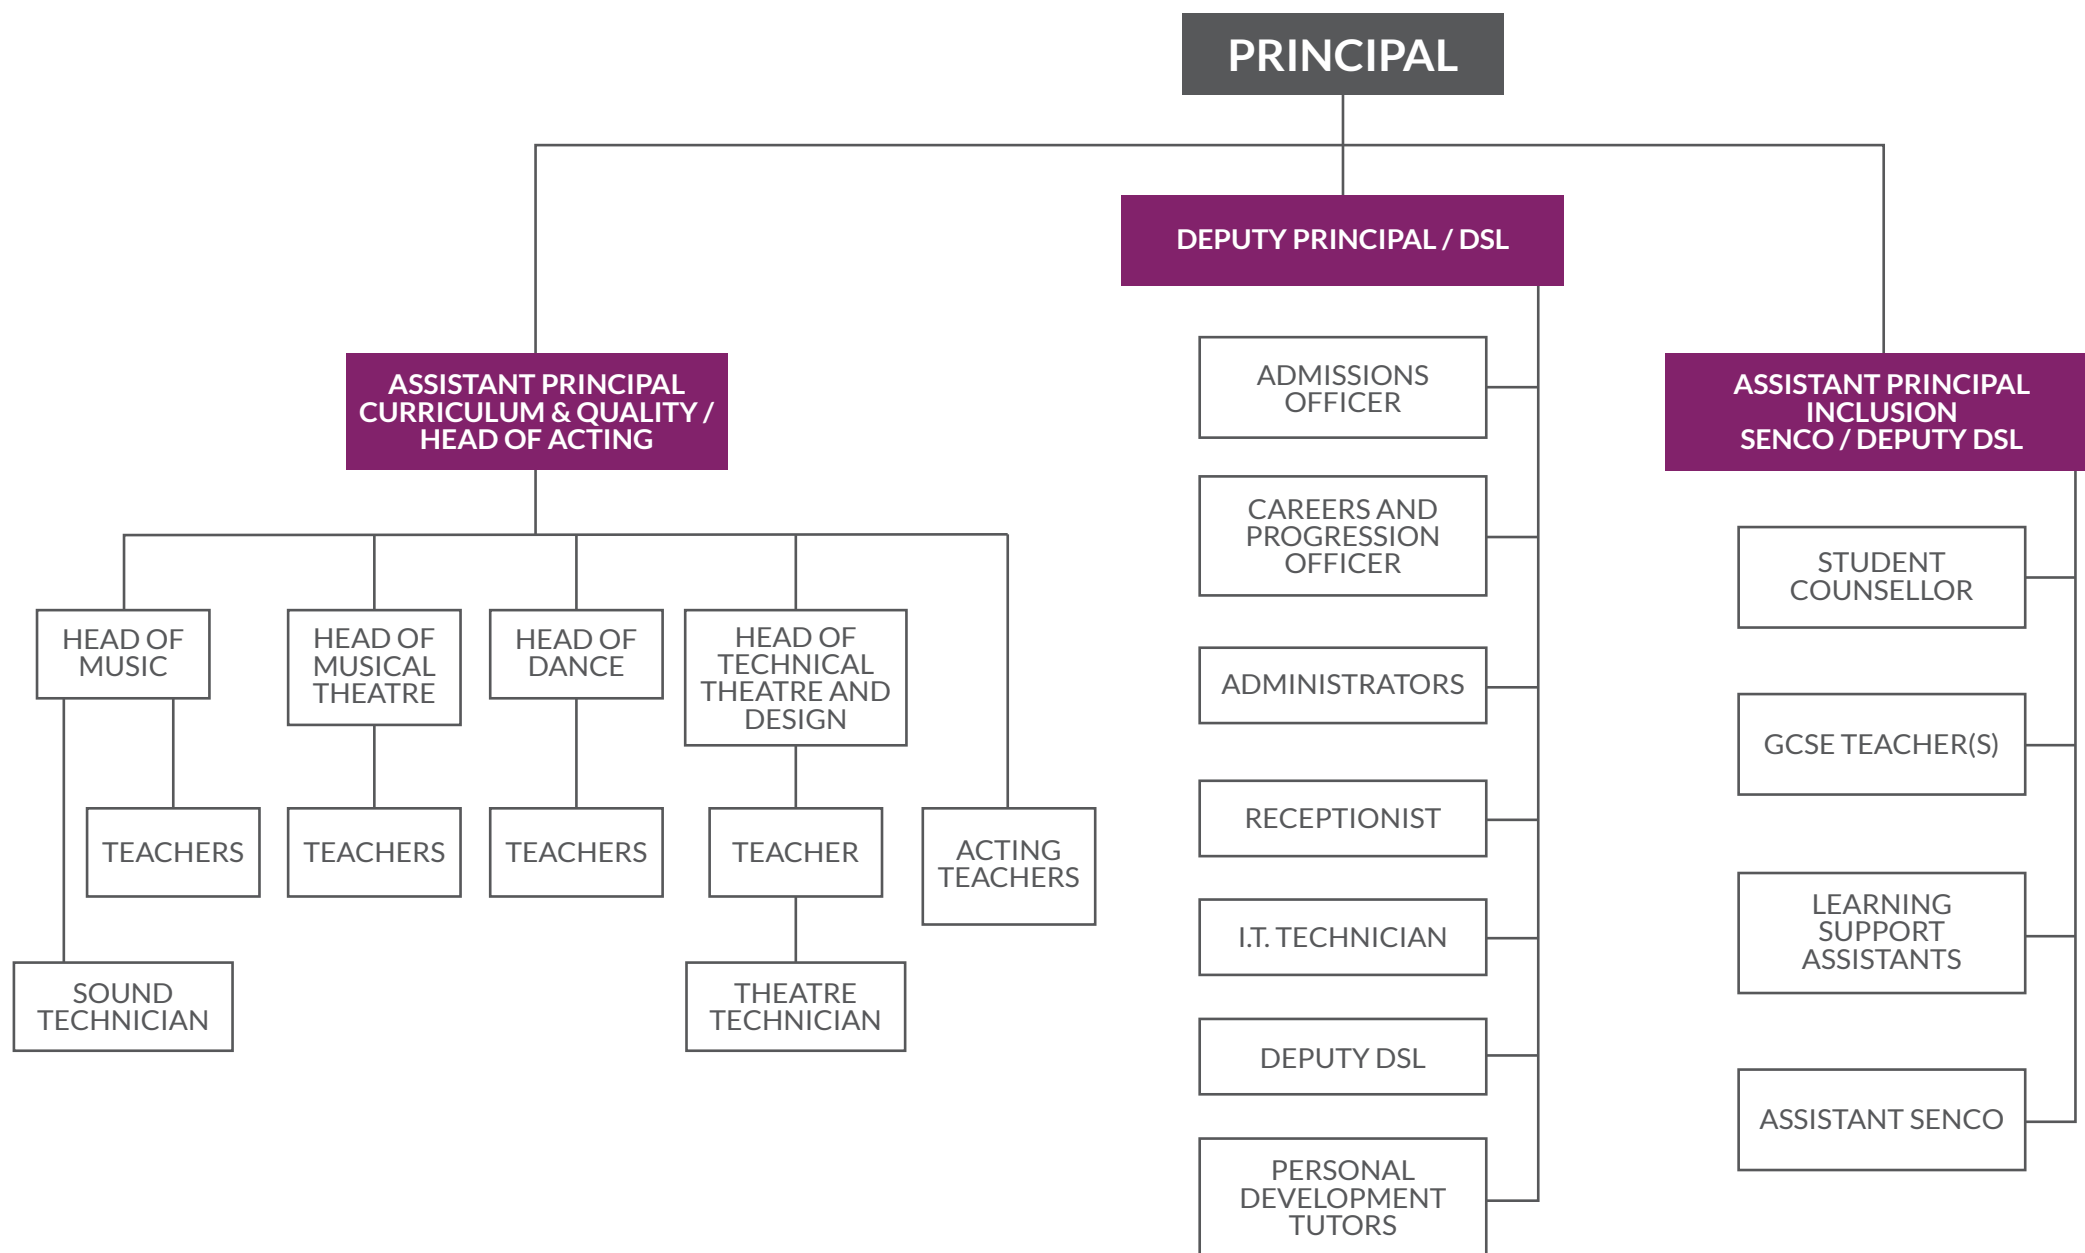 PRINCIPAL
DEPUTY PRINCIPAL / DSL
ASSISTANT PRINCIPAL
CURRICULUM & QUALITY /
HEAD OF ACTING
ASSISTANT PRINCIPAL
INCLUSION
SENCO / DEPUTY DSL
HEAD OF
MUSIC
HEAD OF
MUSICAL
THEATRE
HEAD OF
DANCE
HEAD OF
TECHNICAL
THEATRE AND
DESIGN
TEACHERS
TEACHERS
TEACHERS
TEACHER
ACTING
TEACHERS
SOUND
TECHNICIAN
THEATRE
TECHNICIAN
ADMISSIONS
OFFICER
CAREERS AND
PROGRESSION
OFFICER
ADMINISTRATORS
RECEPTIONIST
I.T. TECHNICIAN
DEPUTY DSL
PERSONAL
DEVELOPMENT
TUTORS
STUDENT
COUNSELLOR
GCSE TEACHER(S)
LEARNING
SUPPORT
ASSISTANTS
ASSISTANT SENCO